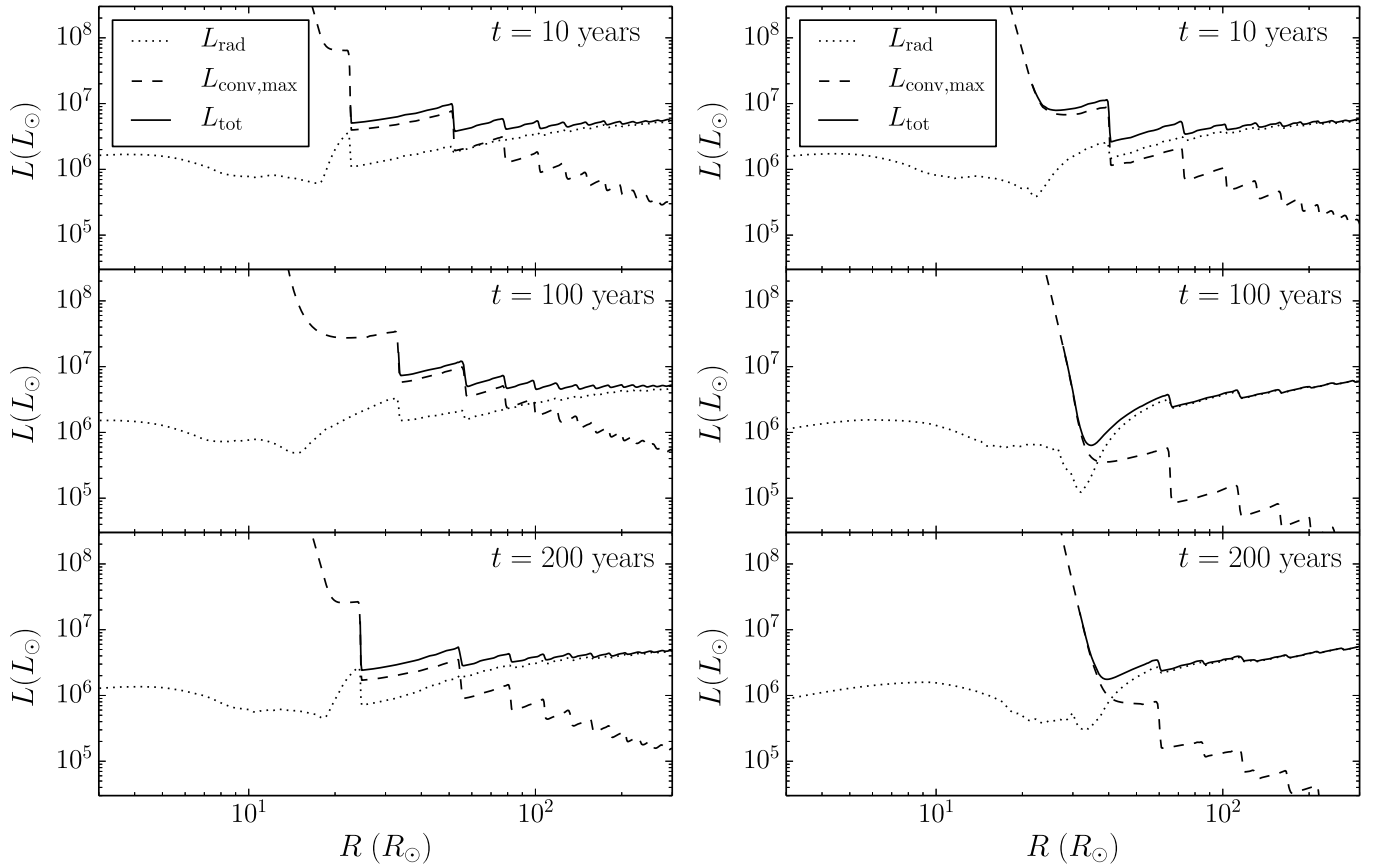 t = 10 years
L_rad
L_conv,max
L_tot
10^8
10^7
10^6
10^5
L(L_⊙)
t = 10 years
L_rad
L_conv,max
L_tot
10^8
10^7
10^6
10^5
L(L_⊙)
t = 100 years
10^8
10^7
10^6
10^5
L(L_⊙)
t = 100 years
10^8
10^7
10^6
10^5
L(L_⊙)
t = 200 years
10^8
10^7
10^6
10^5
L(L_⊙)
10^1 10^2
R (R_⊙)
t = 200 years
10^8
10^7
10^6
10^5
L(L_⊙)
10^1 10^2
R (R_⊙)